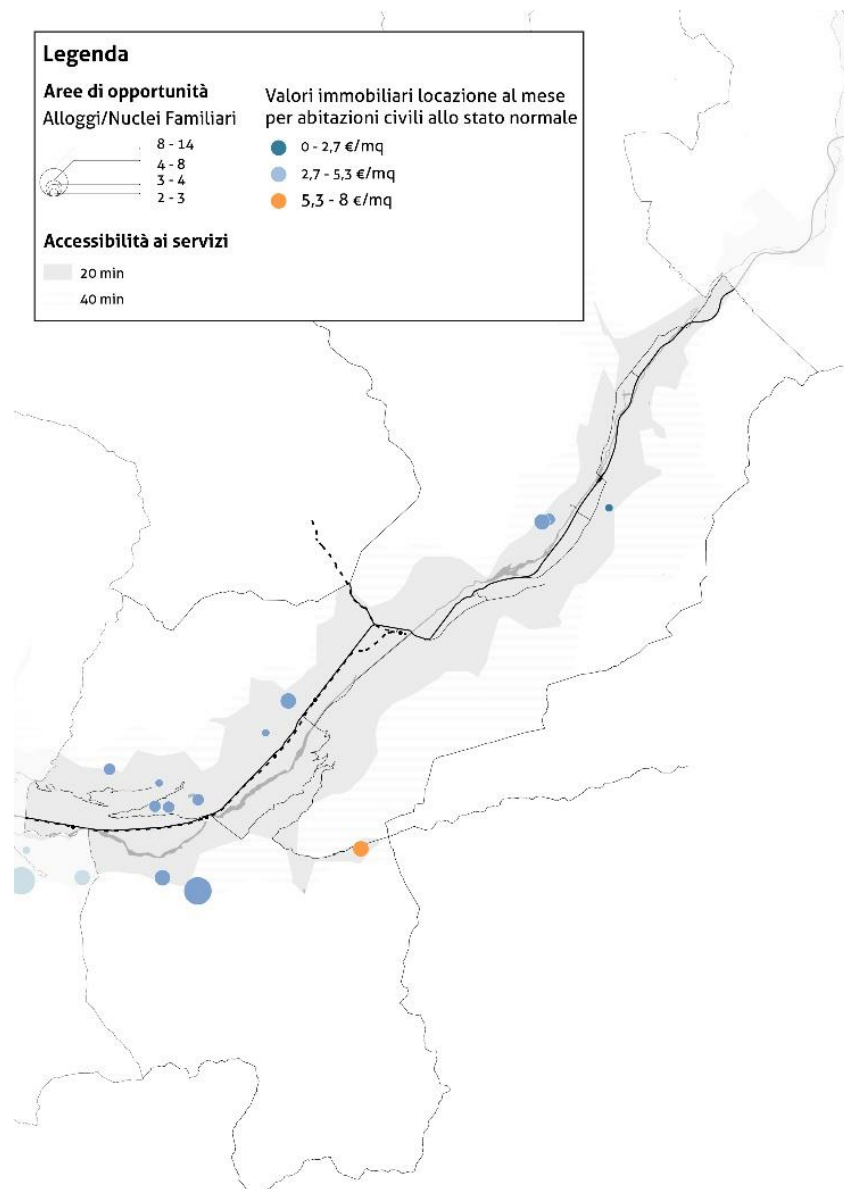 Legenda
Aree di opportunità
Alloggi/Nuclei Familiari
8 - 14
4 - 8
3 - 4
2 - 3
Valori immobiliari locazione al mese
per abitazioni civili allo stato normale
0 - 2,7 €/mq
2,7 - 5,3 €/mq
5,3 - 8 €/mq
Accessibilità ai servizi
20 min
40 min